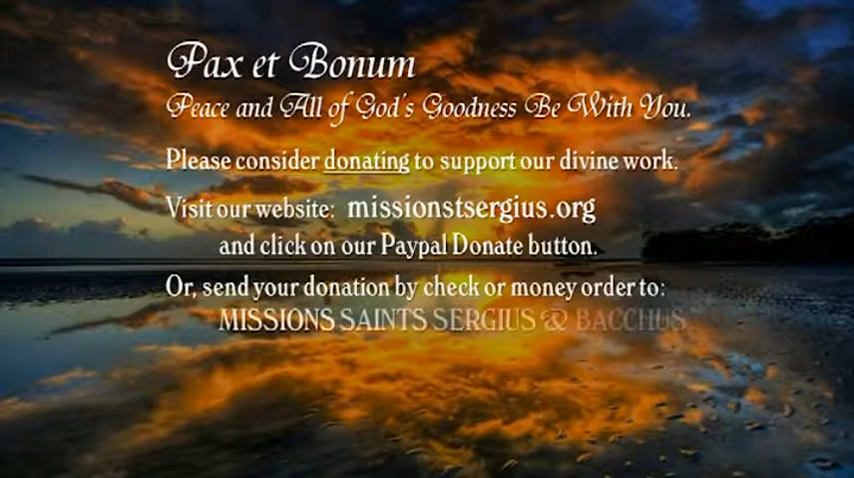 Pax et Bonum
Peace and All of God's Goodness Be With You.
Please consider donating to support our divine work.
Visit our website: missionstsergius.org
and click on our Paypal Donate button.
Or, send your donation by check or money order to:
MISSIONS SAINTS SERGIUS & BACCHUS